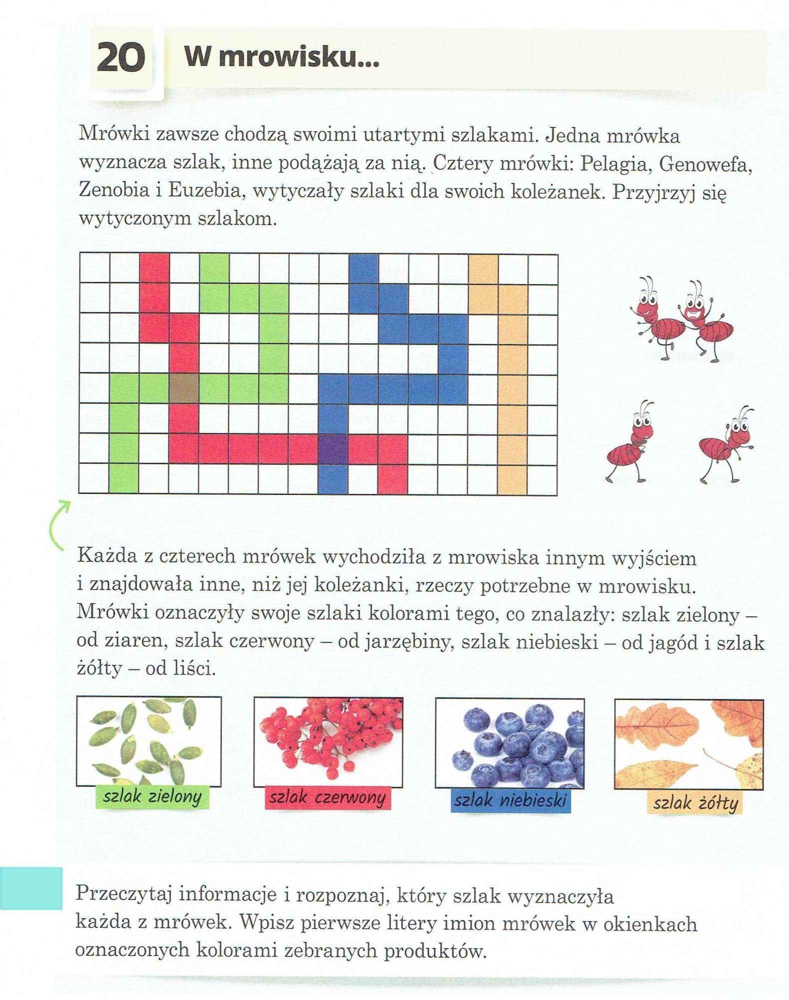 20
W mrowisku...
Mrówki zawsze chodzą swoimi utartymi szlakami. Jedna mrówka
wyznacza szlak, inne podążają za nią. Cztery mrówki: Pelagia, Genowefa,
Zenobia i Euzebia, wytyczały szlaki dla swoich koleżanek. Przyjrzyj się
wytyczonym szlakom.
Każda z czterech mrówek wychodziła z mrowiska innym wyjściem
i znajdowała inne, niż jej koleżanki, rzeczy potrzebne w mrowisku.
Mrówki oznaczyły swoje szlaki kolorami tego, co znalazły: szlak zielony –
od ziaren, szlak czerwony – od jarzębiny, szlak niebieski – od jagód i szlak
żółty – od liści.
szlak zielony
szlak czerwony
szlak niebieski
szlak żółty
Przeczytaj informacje i rozpoznaj, który szlak wyznaczyła
każda z mrówek. Wpisz pierwsze litery imion mrówek w okienkach
oznaczonych kolorami zebranych produktów.